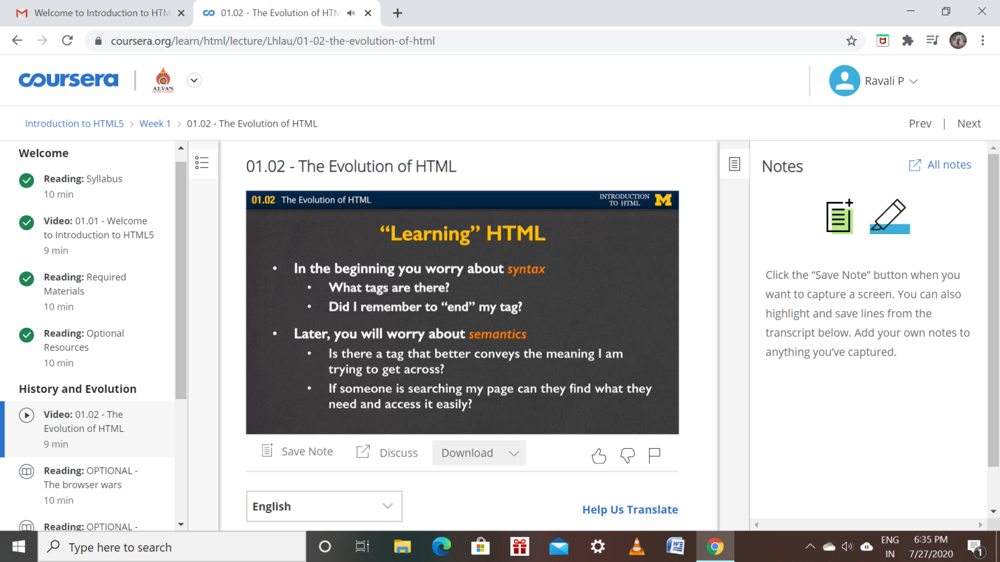 Welcome to Introduction to HTM
01.02 - The Evolution of HTM
coursera.org/learn/html/lecture/Lhlau/01-02-the-evolution-of-html
coursera
ALVA'S
Ravali P
Introduction to HTML5 > Week 1 > 01.02 - The Evolution of HTML
Prev | Next
Welcome
Reading: Syllabus
10 min
Video: 01.01 - Welcome
to Introduction to HTML5
9 min
Reading: Required
Materials
10 min
Reading: Optional
Resources
10 min
History and Evolution
Video: 01.02 - The
Evolution of HTML
9 min
Reading: OPTIONAL -
The browser wars
10 min
Reading: OPTIONAL -
01.02 - The Evolution of HTML
01.02 The Evolution of HTML
INTRODUCTION
TO HTML
M
“Learning” HTML
• In the beginning you worry about syntax
• What tags are there?
• Did I remember to “end” my tag?
• Later, you will worry about semantics
• Is there a tag that better conveys the meaning I am
trying to get across?
• If someone is searching my page can they find what they
need and access it easily?
Save Note
Discuss
Download
English
Help Us Translate
Notes
All notes
Click the “Save Note” button when you
want to capture a screen. You can also
highlight and save lines from the
transcript below. Add your own notes to
anything you’ve captured.
Type here to search
ENG
IN
6:35 PM
7/27/2020
1